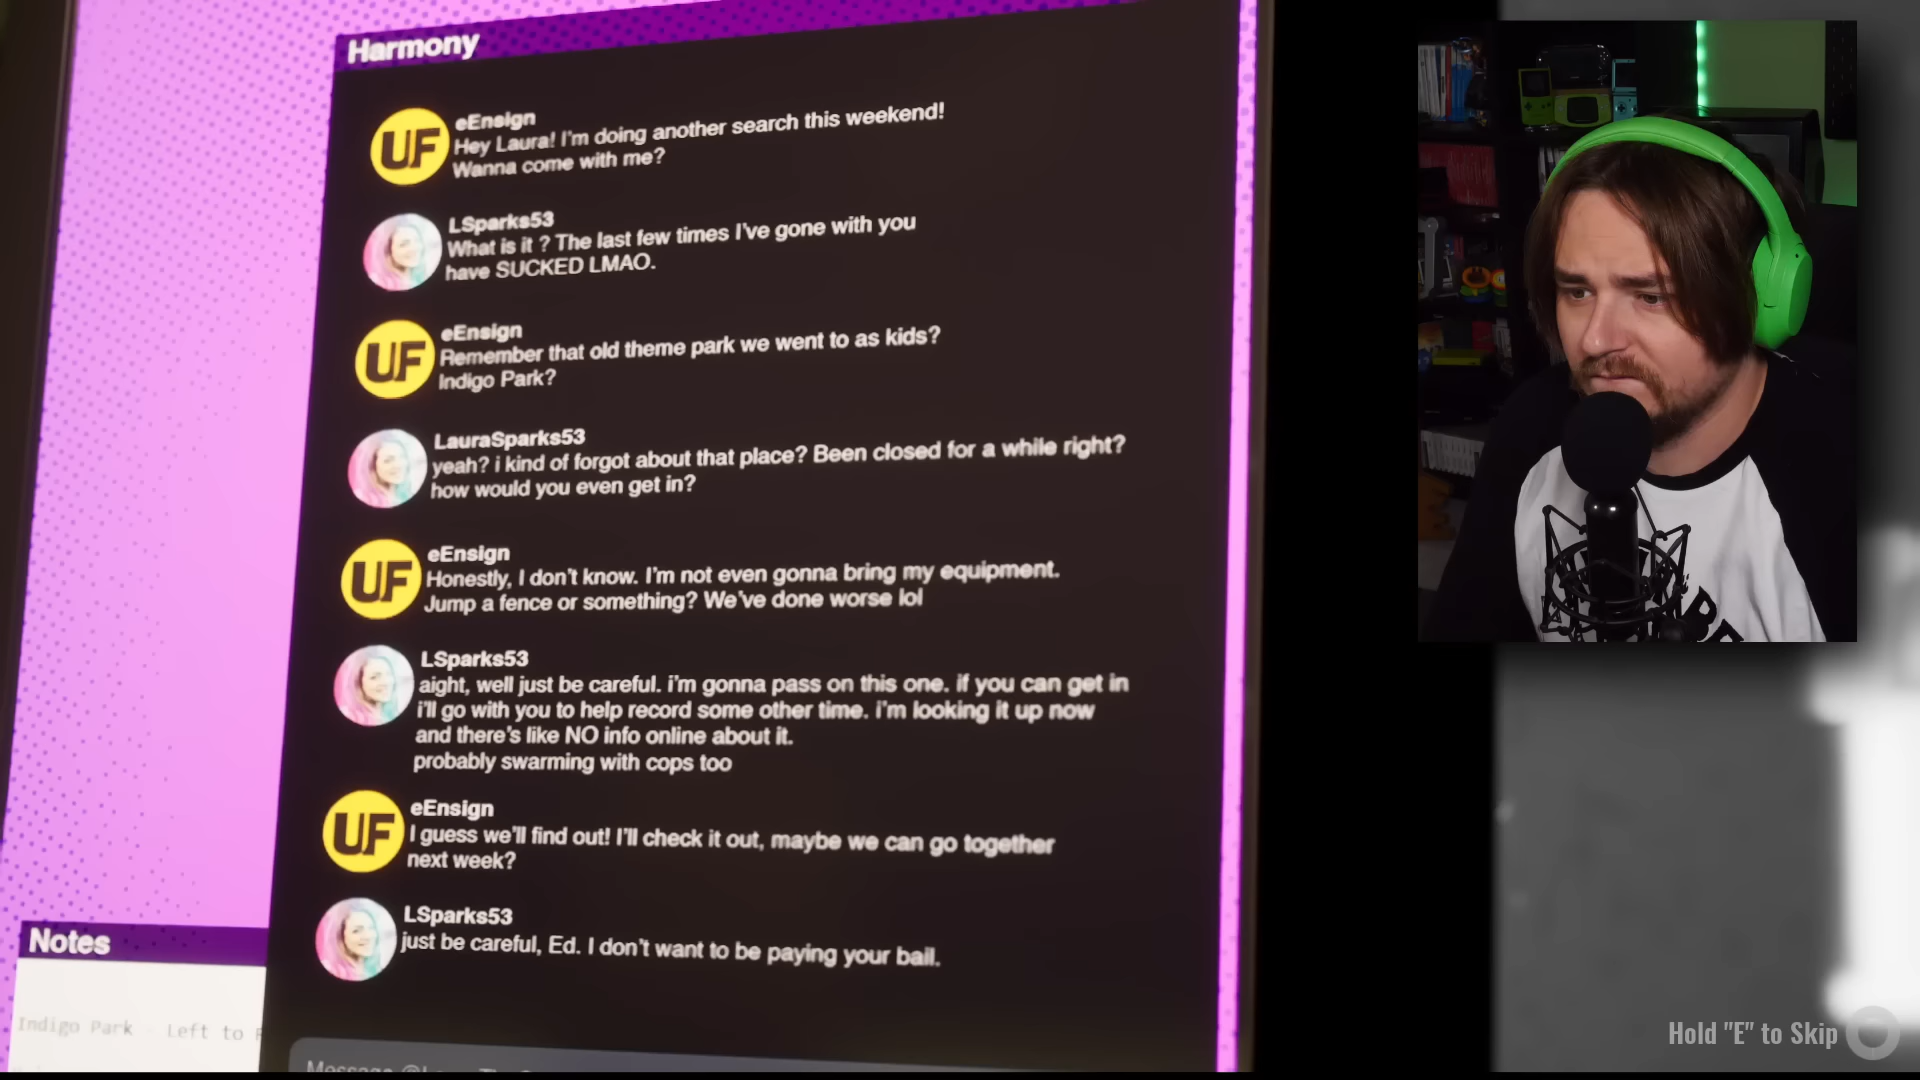 Harmony
UF
eEnsign
Hey Laura! I'm doing another search this weekend!
Wanna come with me?
LSparks53
What is it ? The last few times I've gone with you
have SUCKED LMAO.
UF
eEnsign
Remember that old theme park we went to as kids?
Indigo Park?
LauraSparks53
yeah? i kind of forgot about that place? Been closed for a while right?
how would you even get in?
UF
eEnsign
Honestly, I don't know. I'm not even gonna bring my equipment.
Jump a fence or something? We've done worse lol
LSparks53
aight, well just be careful. i'm gonna pass on this one. if you can get in
i'll go with you to help record some other time. i'm looking it up now
and there's like NO info online about it.
probably swarming with cops too
UF
eEnsign
I guess we'll find out! I'll check it out, maybe we can go together
next week?
LSparks53
just be careful, Ed. I don't want to be paying your bail.
Notes
Indigo Park - Left to
Hold "E" to Skip